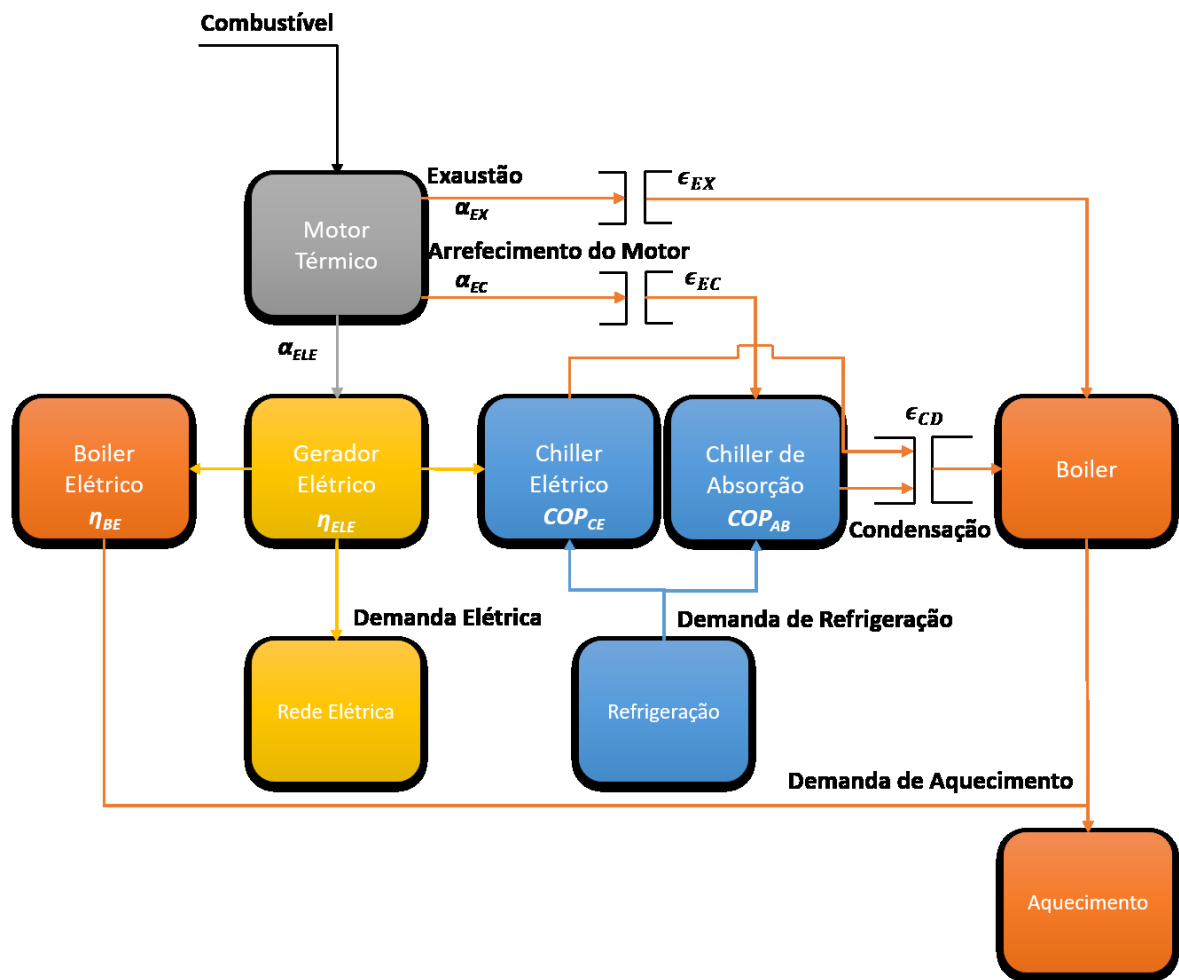 Combustível
Exaustão
α_EX
ϵ_EX
Motor
Térmico
Arrefecimento do Motor
α_EC
ϵ_EC
α_ELE
Boiler
Elétrico
η_BE
Gerador
Elétrico
η_ELE
Chiller
Elétrico
COP_CE
Chiller de
Absorção
COP_AB
ϵ_CD
Condensação
Boiler
Demanda Elétrica
Demanda de Refrigeração
Rede Elétrica
Refrigeração
Demanda de Aquecimento
Aquecimento